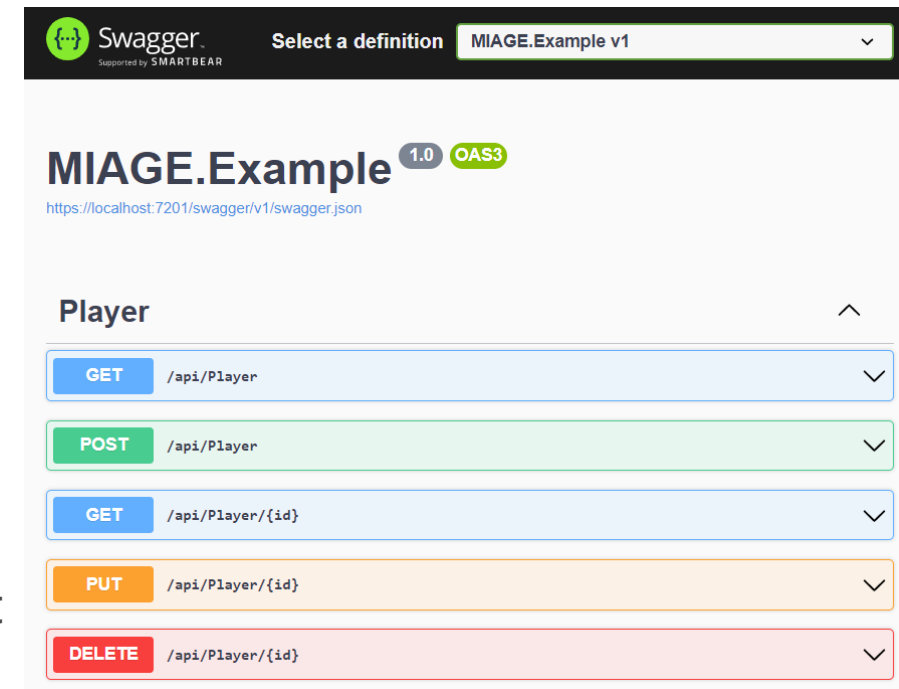 Swagger.
Supported by SMARTBEAR
Select a definition
MIAGE.Example v1
MIAGE.Example 1.0 OAS3
https://localhost:7201/swagger/v1/swagger.json
Player
GET /api/Player
POST /api/Player
GET /api/Player/{id}
PUT /api/Player/{id}
DELETE /api/Player/{id}